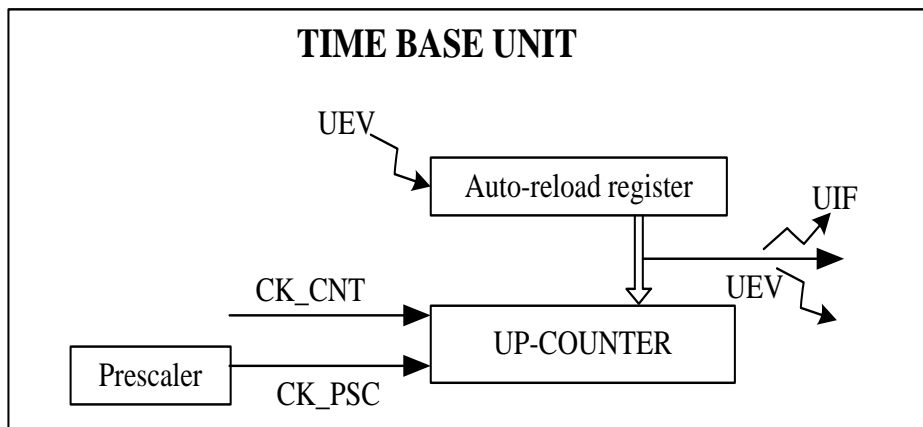 TIME BASE UNIT
UEV
Auto-reload register
UIF
UEV
CK_CNT
UP-COUNTER
Prescaler
CK_PSC